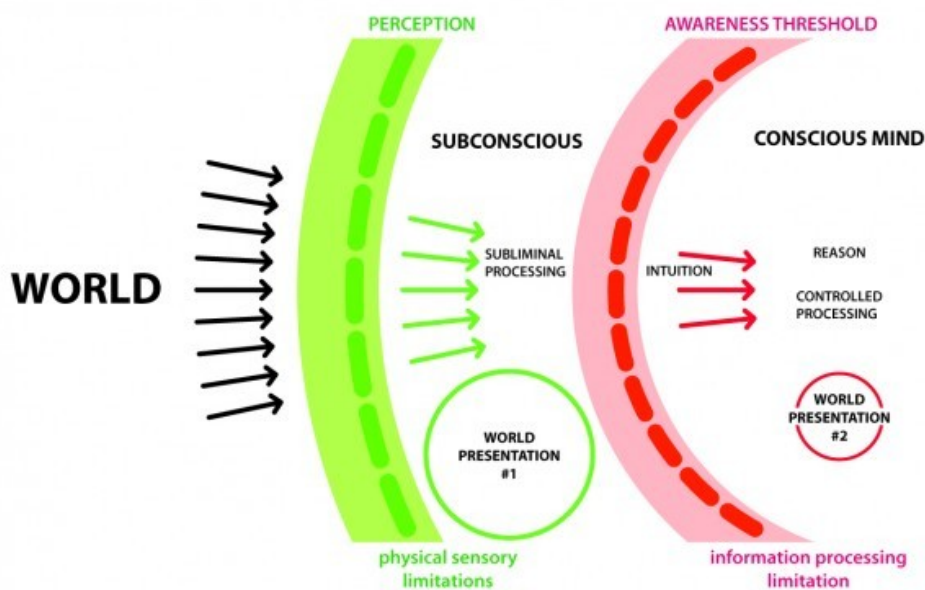 PERCEPTION
AWARENESS THRESHOLD
SUBCONSCIOUS
CONSCIOUS MIND
WORLD
SUBLIMINAL
PROCESSING
INTUITION
REASON
CONTROLLED
PROCESSING
WORLD
PRESENTATION
#1
WORLD
PRESENTATION
#2
physical sensory
limitations
information processing
limitation